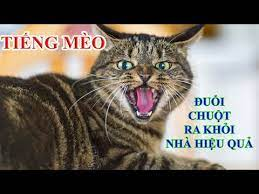 TIẾNG MÈO
ĐUỔI
CHUỘT
RA KHỎI
NHÀ HIỆU QUẢ